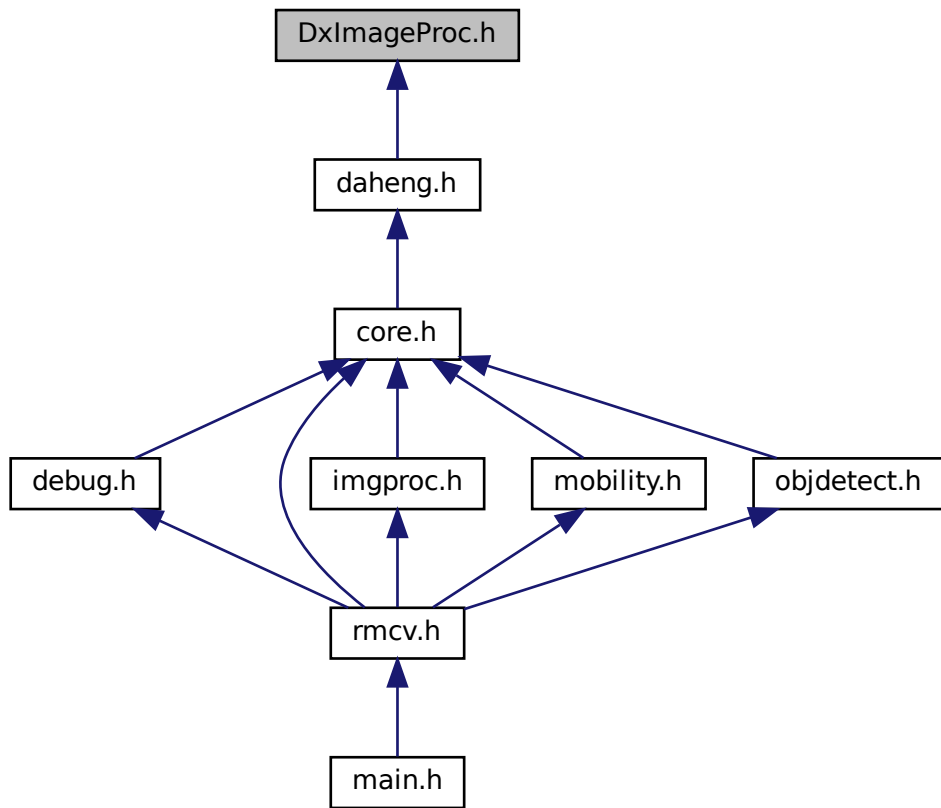 DxImageProc.h
daheng.h
core.h
debug.h
imgproc.h
mobility.h
objdetect.h
rmcv.h
main.h